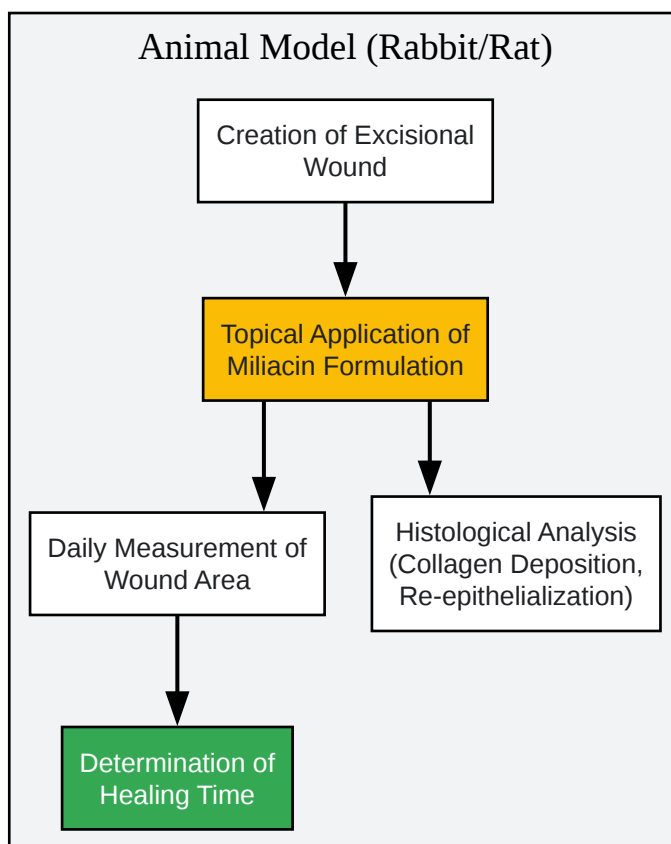 Animal Model (Rabbit/Rat)
Creation of Excisional
Wound
Topical Application of
Miliacin Formulation
Daily Measurement of
Wound Area
Histological Analysis
(Collagen Deposition,
Re-epithelialization)
Determination of
Healing Time